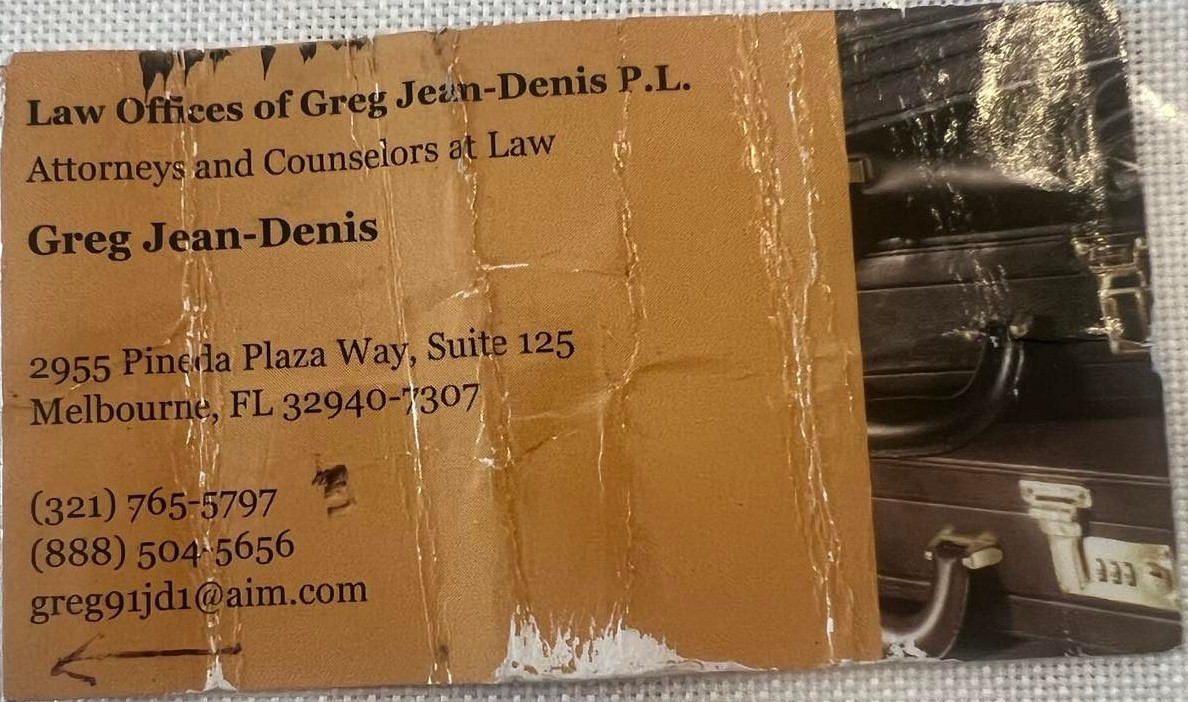 Law Offices of Greg Jean-Denis P.L.
Attorneys and Counselors at Law
Greg Jean-Denis
2955 Pineda Plaza Way, Suite 125
Melbourne, FL 32940-7307
(321) 765-5797
(888) 504-5656
greg91jd1@aim.com